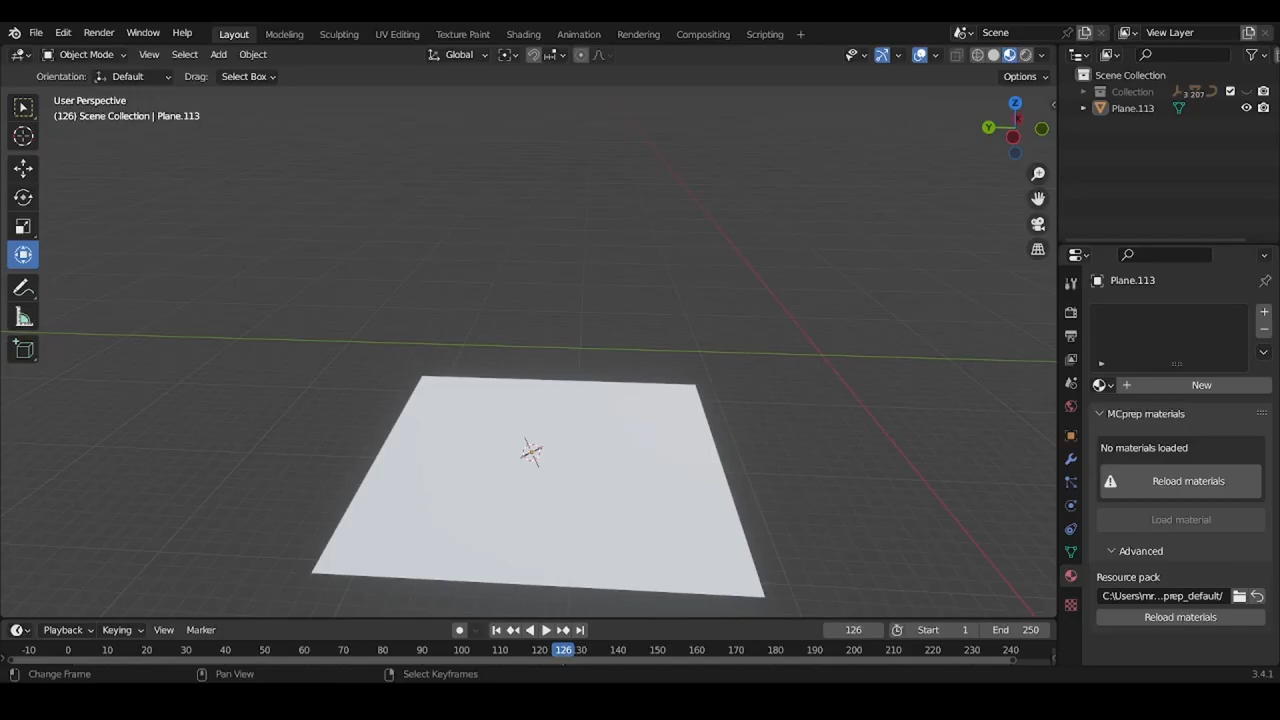 File Edit Render Window Help Layout Modeling Sculpting UV Editing Texture Paint Shading Animation Rendering Compositing Scripting + Scene View Layer
Object Mode View Select Add Object Global
Orientation: Default Drag: Select Box Options
User Perspective
(126) Scene Collection | Plane.113
Z
X
Y
Scene Collection
Collection 3 207
Plane.113
Plane.113
+
−
+ New
MCprep materials
No materials loaded
Reload materials
Load material
Advanced
Resource pack
C:\Users\mr...prep_default/
Reload materials
Playback Keying View Marker 126 Start 1 End 250
-10 0 10 20 30 40 50 60 70 80 90 100 110 120 126 130 140 150 160 170 180 190 200 210 220 230 240
Change Frame Pan View Select Keyframes 3.4.1